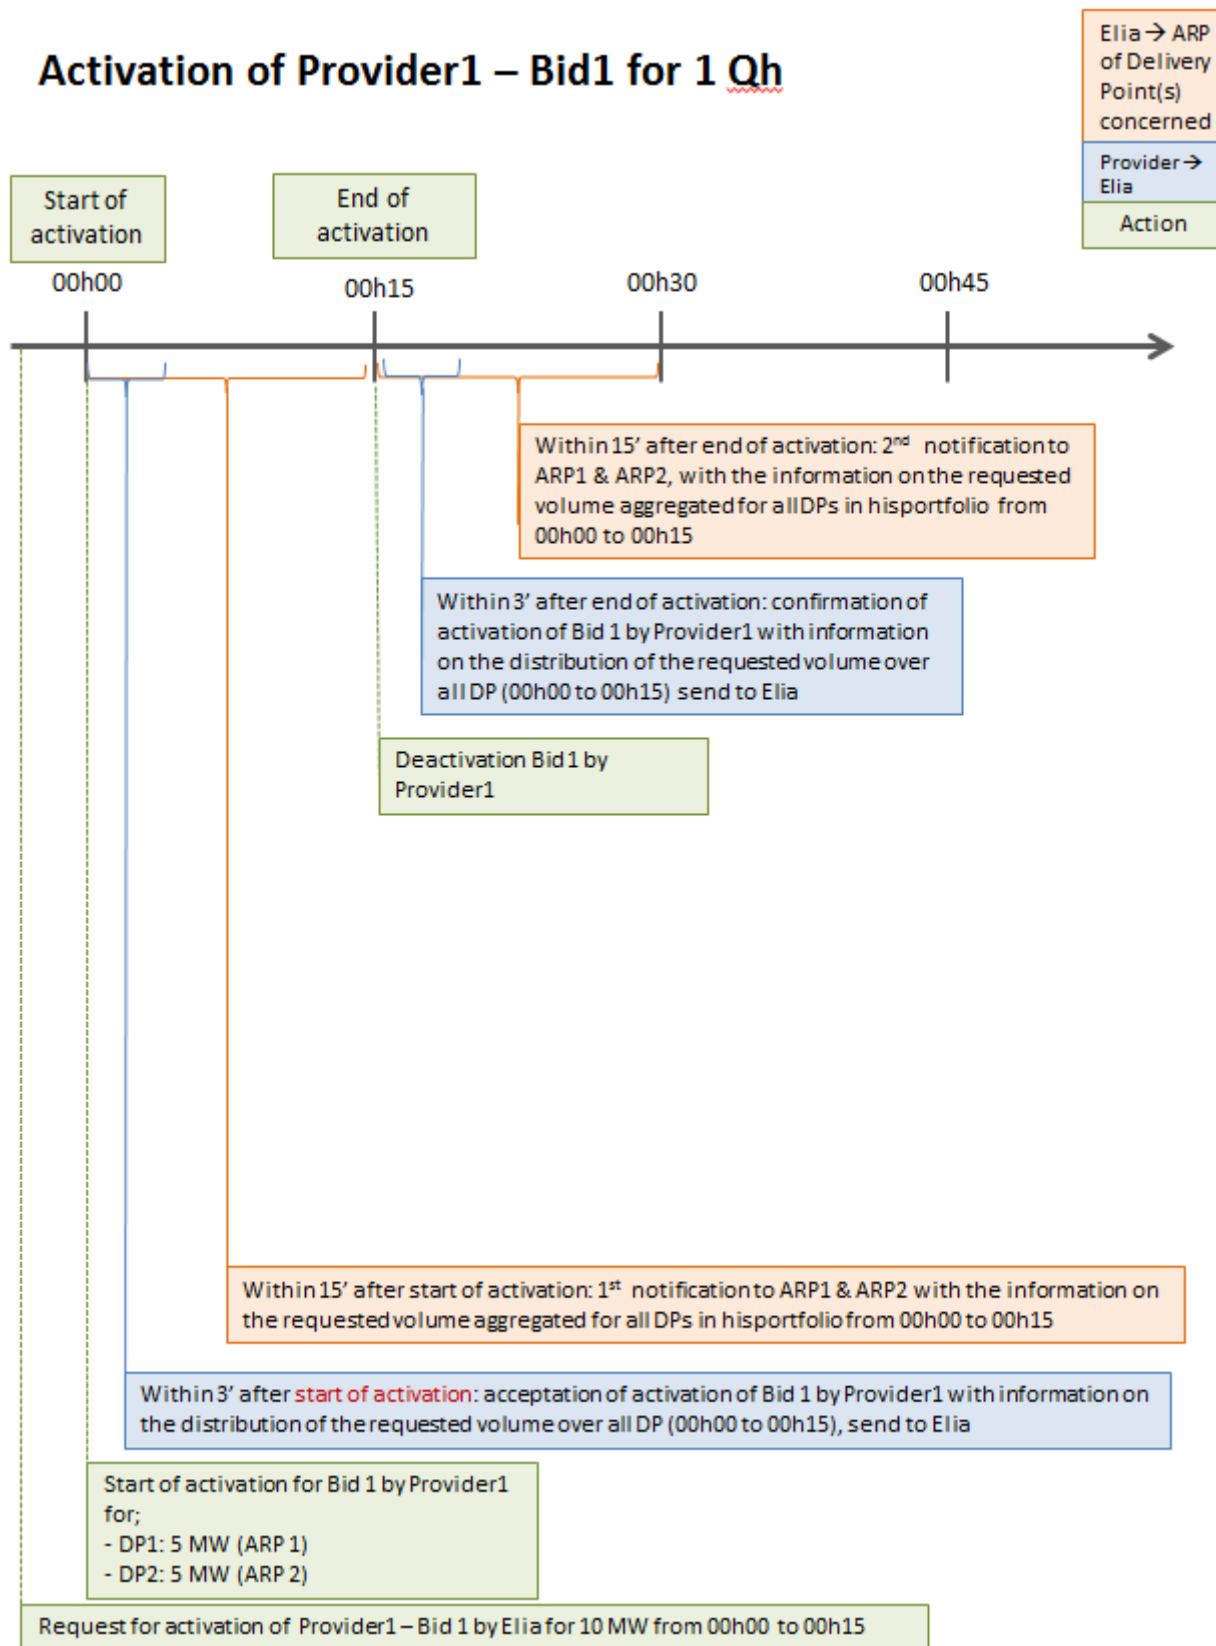 Activation of Provider1 – Bid1 for 1 Qh
Elia → ARP
of Delivery
Point(s)
concerned
Provider →
Elia
Action
Start of
activation
End of
activation
00h00
00h15
00h30
00h45
Within 15’ after end of activation: 2nd notification to
ARP1 & ARP2, with the information on the requested
volume aggregated for all DPs in hisportfolio from
00h00 to 00h15
Within 3’ after end of activation: confirmation of
activation of Bid 1 by Provider1 with information
on the distribution of the requested volume over
all DP (00h00 to 00h15) send to Elia
Deactivation Bid1 by
Provider1
Within 15’ after start of activation: 1st notification to ARP1 & ARP2 with the information on
the requested volume aggregated for all DPs in hisportfolio from 00h00 to 00h15
Within 3’ after start of activation: acceptation of activation of Bid 1 by Provider1 with information on
the distribution of the requested volume over all DP (00h00 to 00h15), send to Elia
Start of activation for Bid 1 by Provider1
for;
- DP1: 5 MW (ARP 1)
- DP2: 5 MW (ARP 2)
Request for activation of Provider1 – Bid 1 by Elia for 10 MW from 00h00 to 00h15